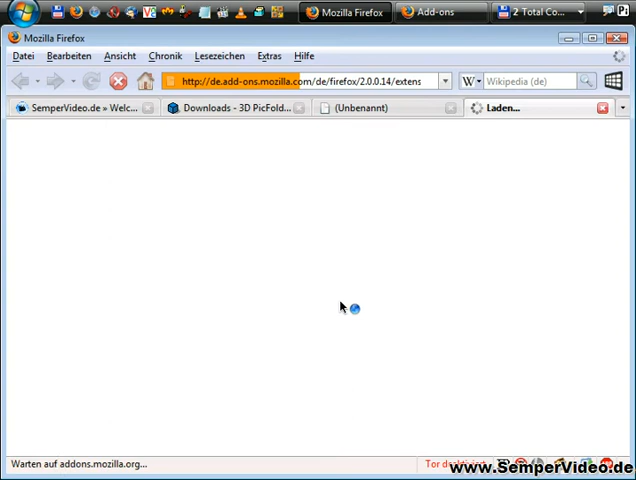 Mozilla Firefox
Add-ons
2 Total Co...
Mozilla Firefox
Datei Bearbeiten Ansicht Chronik Lesezeichen Extras Hilfe
http://de.add-ons.mozilla.com/de/firefox/2.0.0.14/extens
W
Wikipedia (de)
SemperVideo.de » Welc...
Downloads - 3D PicFold...
(Unbenannt)
Laden...
Warten auf addons.mozilla.org...
Tor deaktiviert
www.SemperVideo.de